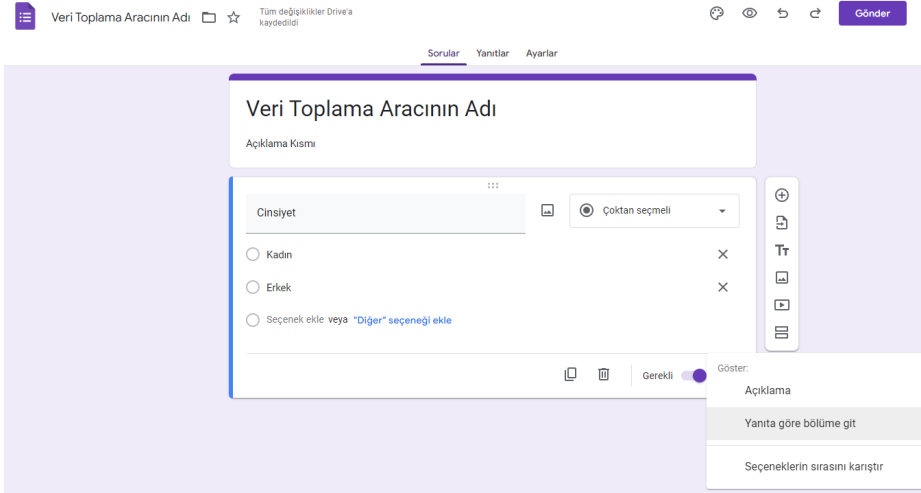 Veri Toplama Aracının Adı
Tüm değişiklikler Drive'a
kaydedildi
Gönder
Sorular Yanıtlar Ayarlar
Veri Toplama Aracının Adı
Açıklama Kısmı
Cinsiyet
Çoktan seçmeli
Kadın
Erkek
Seçenek ekle veya "Diğer" seçeneği ekle
Gerekli
Göster:
Açıklama
Yanıta göre bölüme git
Seçeneklerin sırasını karıştır